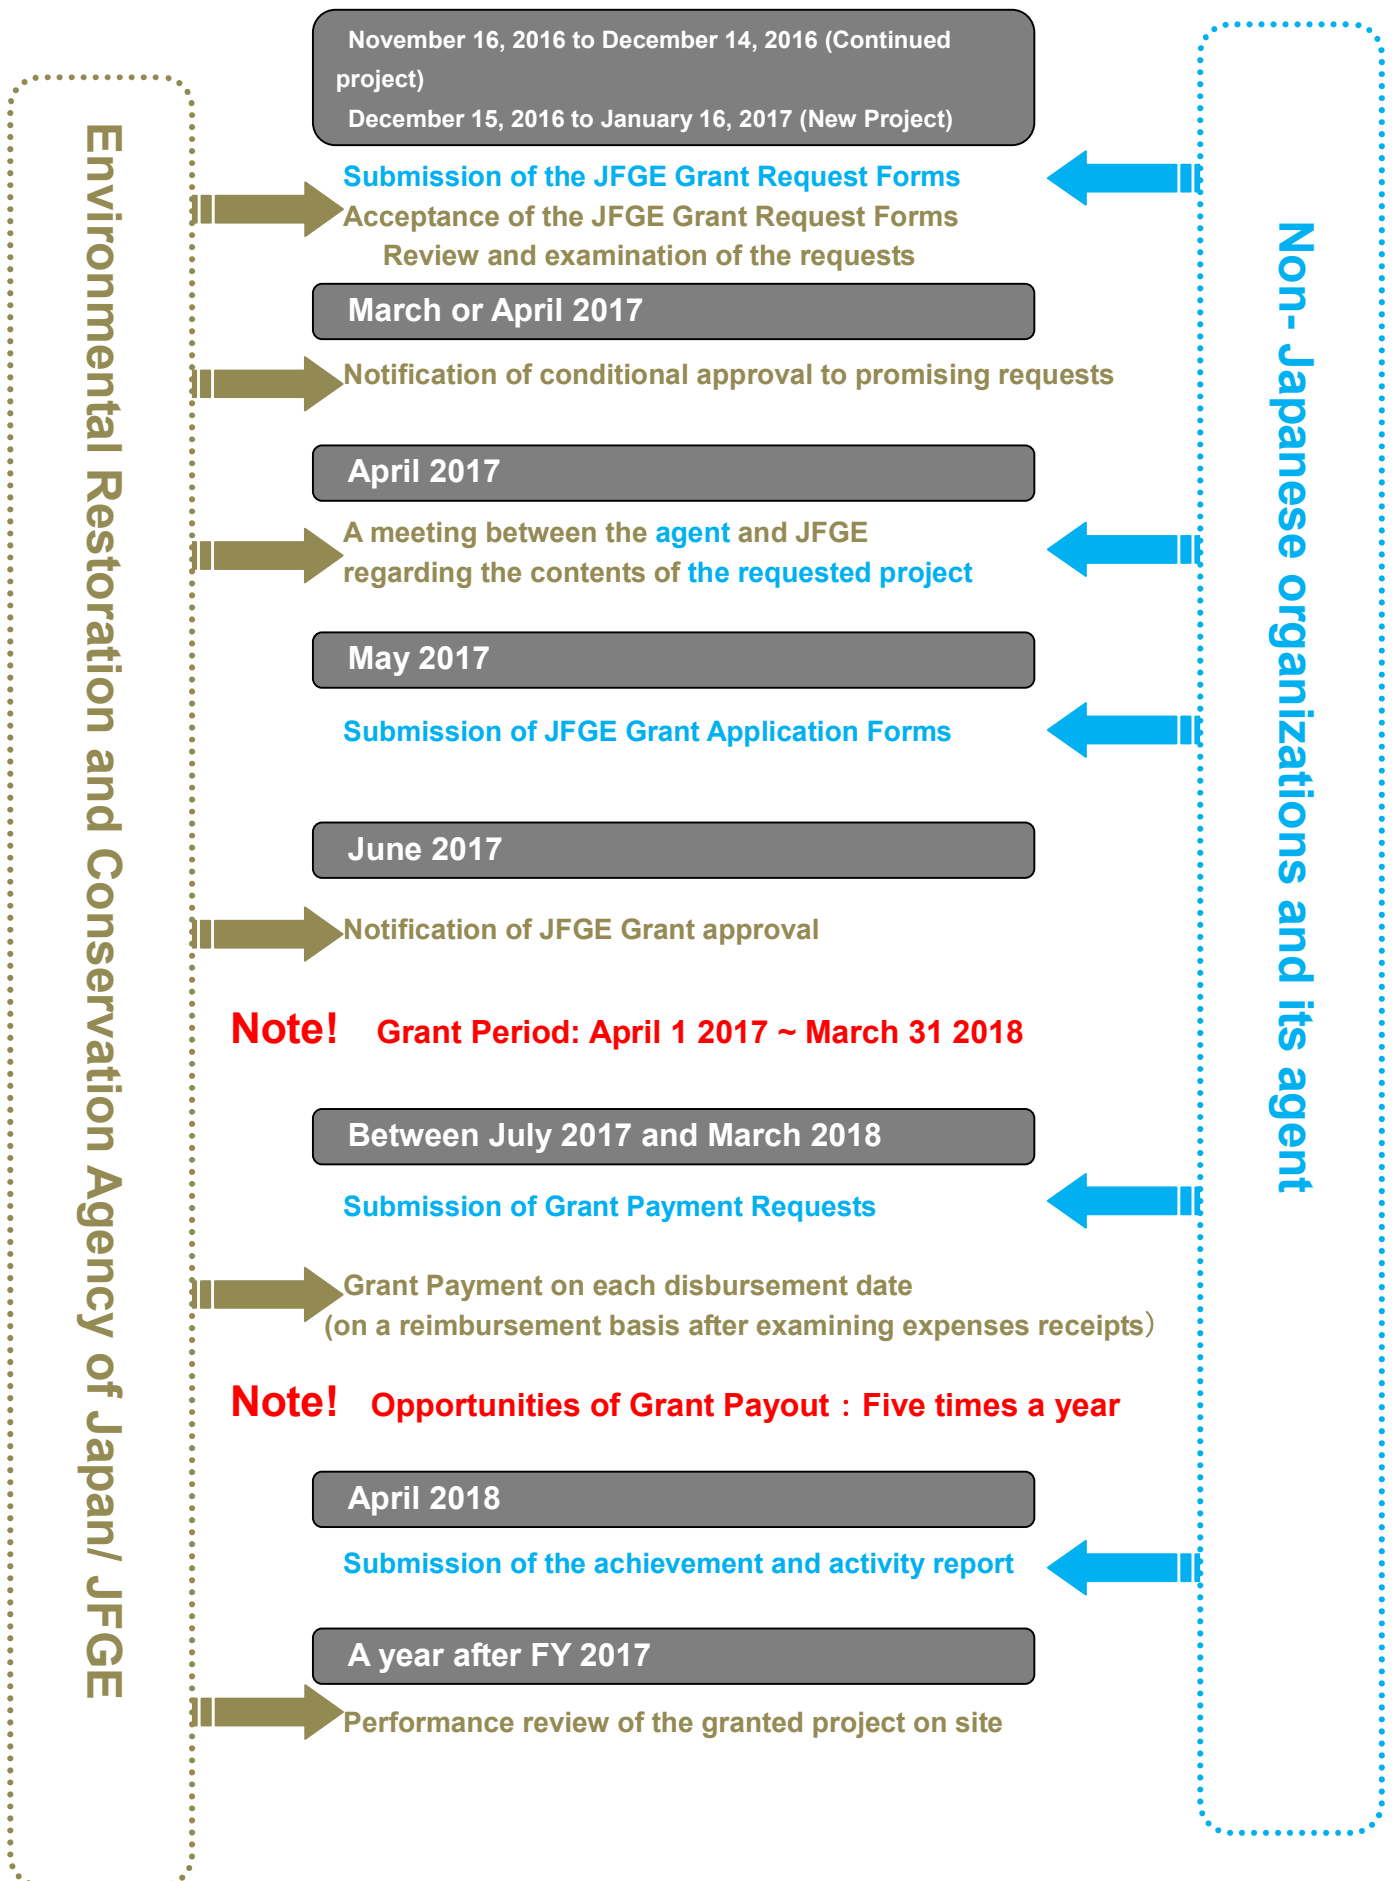 November 16, 2016 to December 14, 2016 (Continued
project)
December 15, 2016 to January 16, 2017 (New Project)
Submission of the JFGE Grant Request Forms
Acceptance of the JFGE Grant Request Forms
Review and examination of the requests
March or April 2017
Notification of conditional approval to promising requests
April 2017
A meeting between the agent and JFGE
regarding the contents of the requested project
May 2017
Submission of JFGE Grant Application Forms
June 2017
Notification of JFGE Grant approval
Note! Grant Period: April 1 2017 ~ March 31 2018
Between July 2017 and March 2018
Submission of Grant Payment Requests
Grant Payment on each disbursement date
(on a reimbursement basis after examining expenses receipts）
Note! Opportunities of Grant Payout：Five times a year
April 2018
Submission of the achievement and activity report
A year after FY 2017
Performance review of the granted project on site
Environmental Restoration and Conservation Agency of Japan/ JFGE
Non- Japanese organizations and its agent